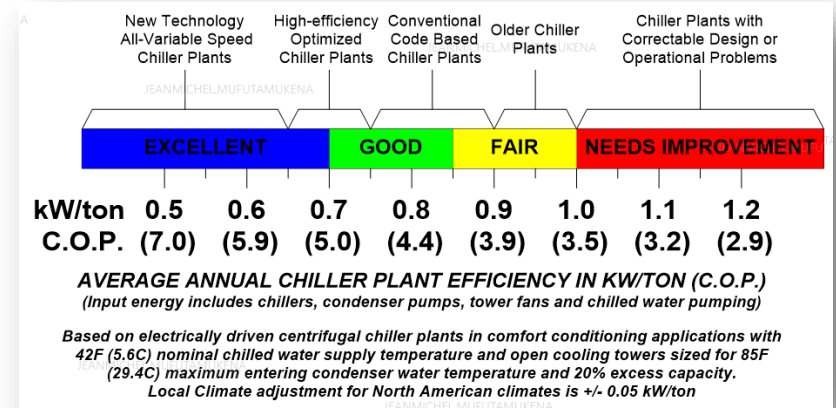 New Technology
All-Variable Speed
Chiller Plants
High-efficiency
Optimized
Chiller Plants
Conventional
Code Based
Chiller Plants
Older Chiller
Plants
Chiller Plants with
Correctable Design or
Operational Problems
JEANMICHEL.MUFUTAMUKENA
EXCELLENT GOOD FAIR NEEDS IMPROVEMENT
kW/ton 0.5 0.6 0.7 0.8 0.9 1.0 1.1 1.2
C.O.P. (7.0) (5.9) (5.0) (4.4) (3.9) (3.5) (3.2) (2.9)
AVERAGE ANNUAL CHILLER PLANT EFFICIENCY IN KW/TON (C.O.P.)
(Input energy includes chillers, condenser pumps, tower fans and chilled water pumping)
Based on electrically driven centrifugal chiller plants in comfort conditioning applications with
42F (5.6C) nominal chilled water supply temperature and open cooling towers sized for 85F
(29.4C) maximum entering condenser water temperature and 20% excess capacity.
Local Climate adjustment for North American climates is +/- 0.05 kW/ton
JEANMICHEL.MUFUTAMUKENA